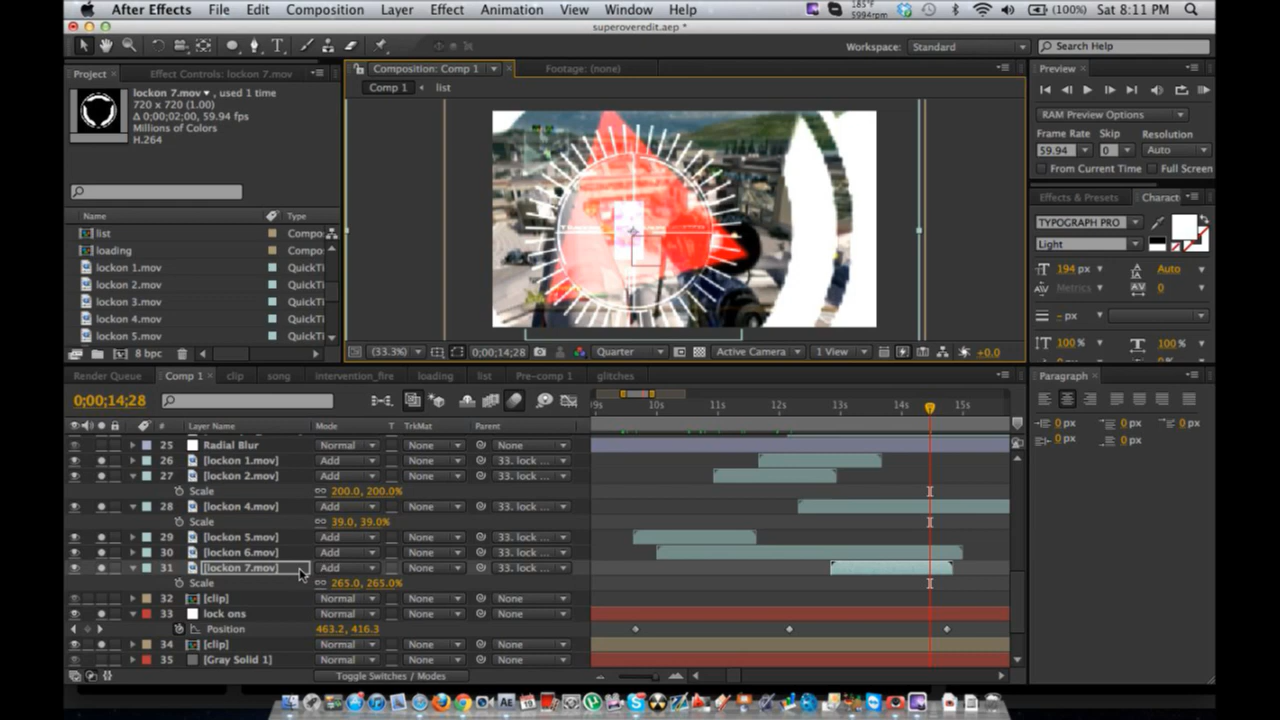 After Effects File Edit Composition Layer Effect Animation View Window Help 185°F 5994rpm (100%) Sat 8:11 PM
superoveredit.aep *
Workspace: Standard Search Help
Project Effect Controls: lockon 7.mov Composition: Comp 1 Footage: (none) Preview
Comp 1 list
lockon 7.mov, used 1 time
720 x 720 (1.00)
Δ 0;00;02;00, 59.94 fps
Millions of Colors
H.264
RAM Preview Options
Frame Rate Skip Resolution
59.94 0 Auto
From Current Time Full Screen
Effects & Presets Charact
Name Type
list Compo
loading Compo
lockon 1.mov QuickTi
lockon 2.mov QuickTi
lockon 3.mov QuickTi
lockon 4.mov QuickTi
lockon 5.mov QuickTi
8 bpc
TYPOGRAPH PRO
Light
194 px Auto
Metrics 0
- px
100% 100%
(33.3%) 0;00;14;28 Quarter Active Camera 1 View +0.0
Render Queue Comp 1 clip song intervention_fire loading list Pre-comp 1 glitches
Paragraph
0;00;14;28
09s 10s 11s 12s 13s 14s 15s
# Layer Name Mode T TrkMat Parent
25 Radial Blur Normal None None
26 [lockon 1.mov] Add None 33. lock ...
27 [lockon 2.mov] Add None 33. lock ...
Scale 200.0, 200.0%
28 [lockon 4.mov] Add None 33. lock ...
Scale 39.0, 39.0%
29 [lockon 5.mov] Add None 33. lock ...
30 [lockon 6.mov] Add None 33. lock ...
31 [lockon 7.mov] Add None 33. lock ...
Scale 265.0, 265.0%
32 [clip] Normal None None
33 lock ons Normal None None
Position 463.2, 416.3
34 [clip] Normal None None
35 [Gray Solid 1] Normal None None
Toggle Switches / Modes
0 px 0 px 0 px
0 px 0 px